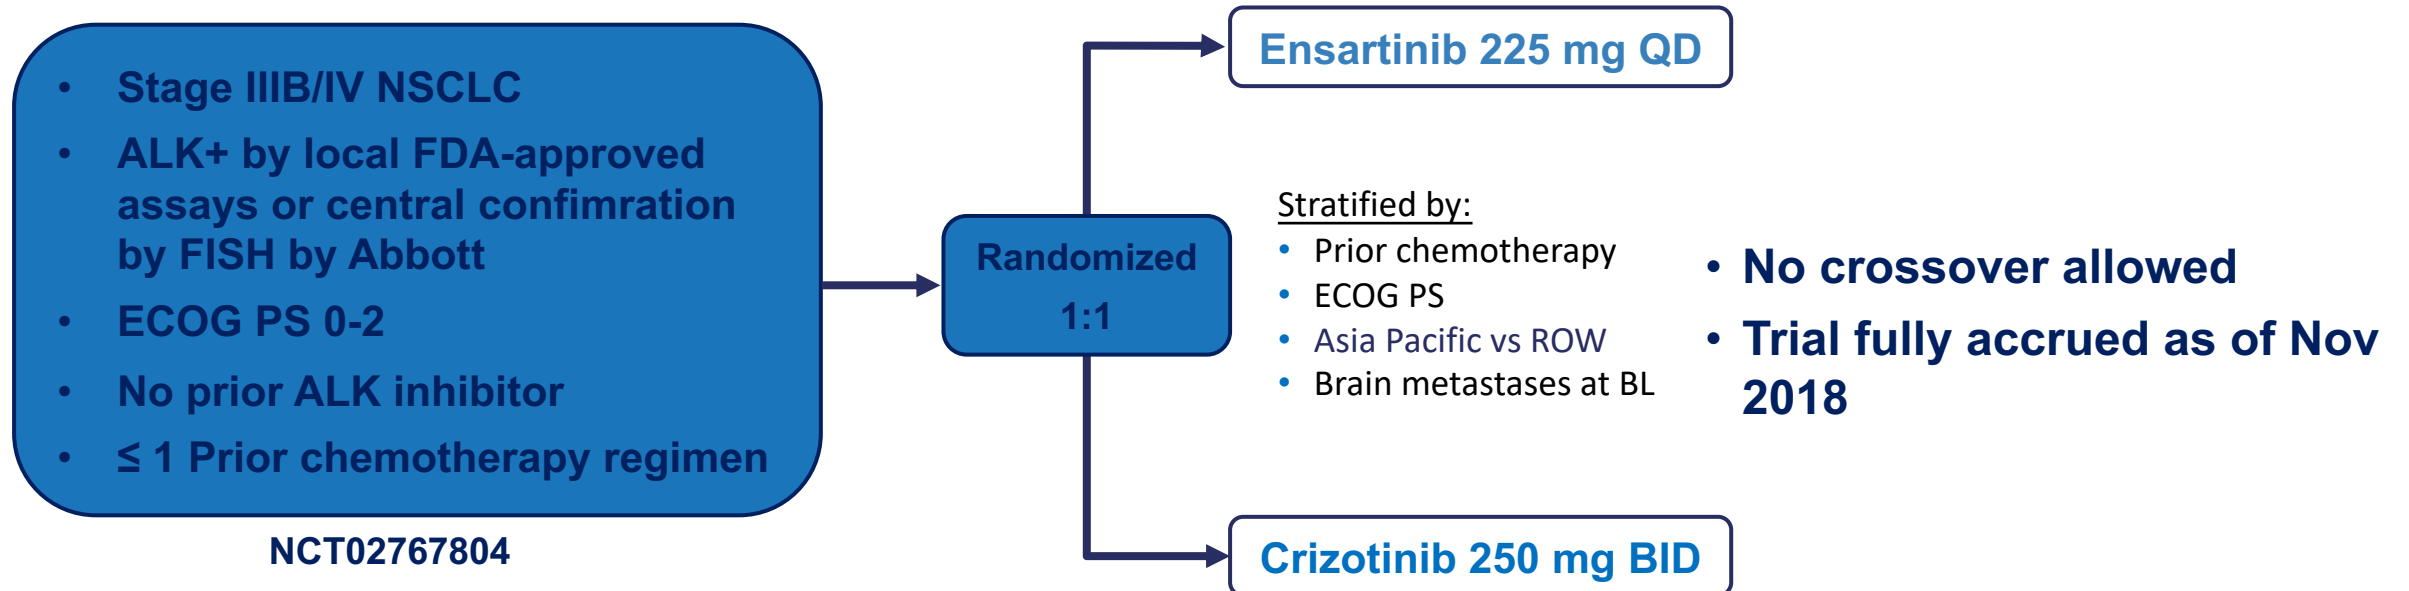 • Stage IIIB/IV NSCLC
• ALK+ by local FDA-approved
assays or central confimration
by FISH by Abbott
• ECOG PS 0-2
• No prior ALK inhibitor
• ≤ 1 Prior chemotherapy regimen
NCT02767804
Randomized
1:1
Ensartinib 225 mg QD
Stratified by:
• Prior chemotherapy
• ECOG PS
• Asia Pacific vs ROW
• Brain metastases at BL
Crizotinib 250 mg BID
• No crossover allowed
• Trial fully accrued as of Nov
2018